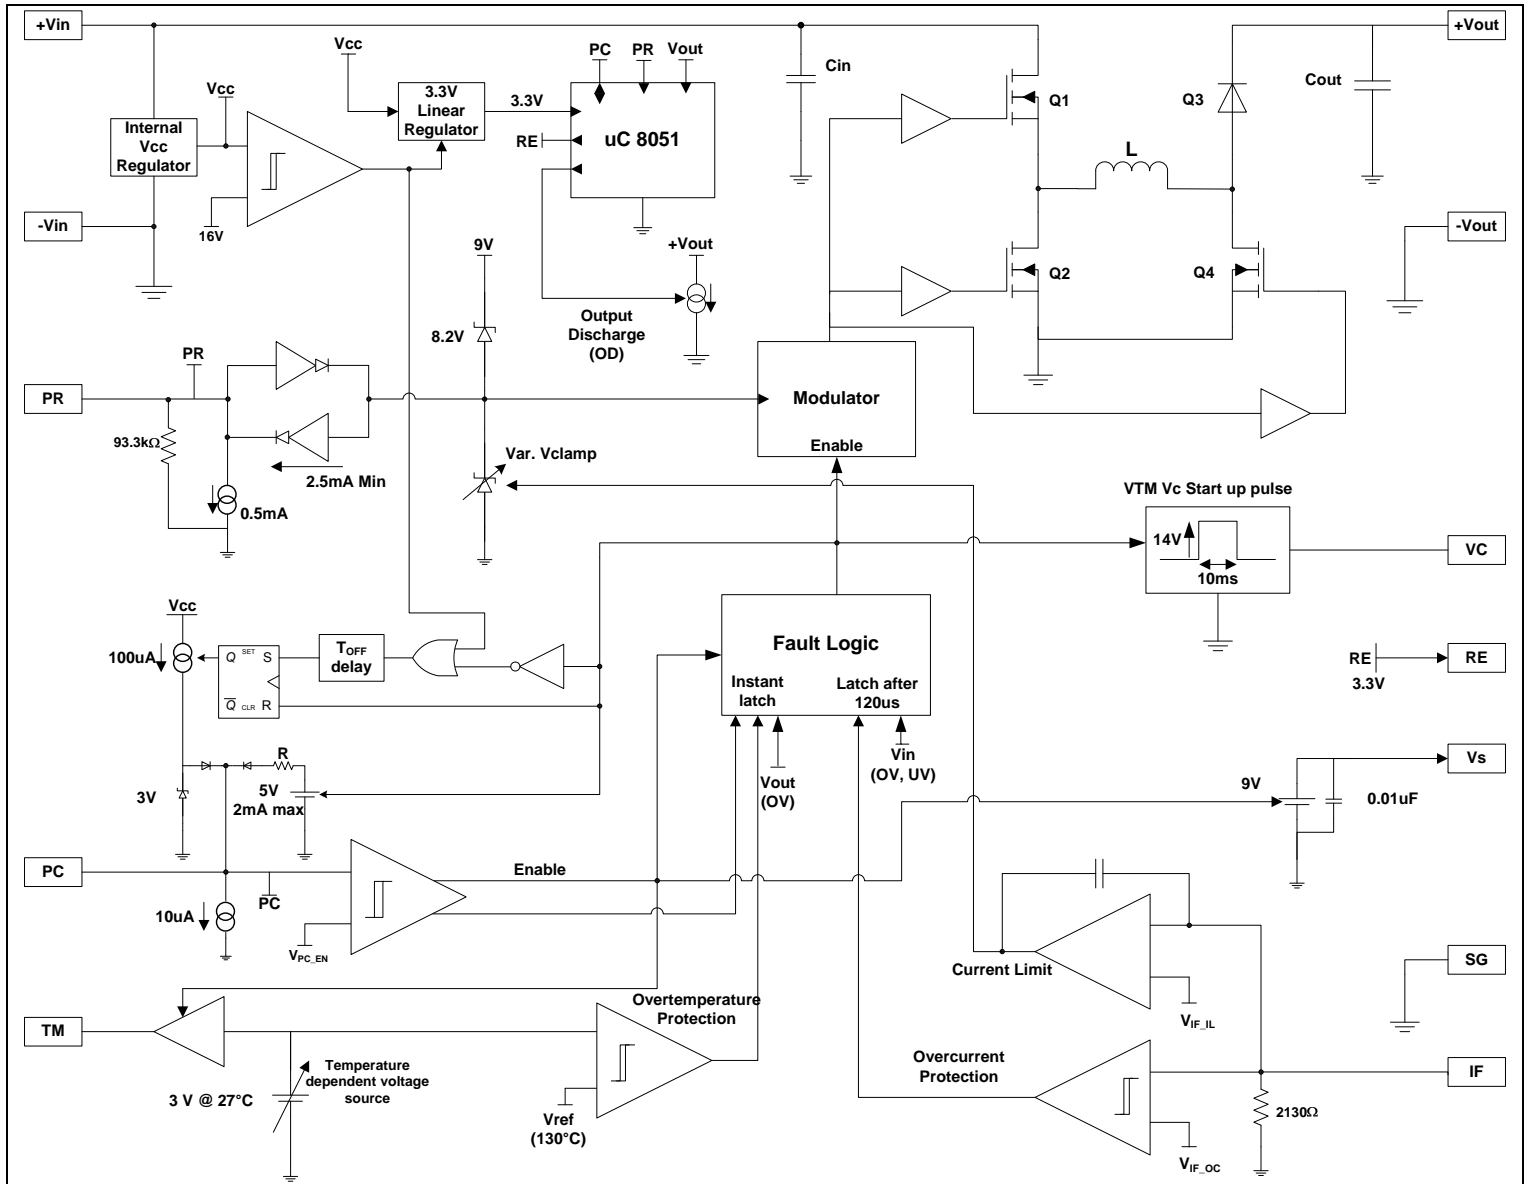 +Vin
+Vout
Vcc
PC
PR
Vout
Cin
Cout
Q1
Q3
Vcc
3.3V
Linear
Regulator
3.3V
RE
uC 8051
Internal
Vcc
Regulator
L
-Vin
16V
-Vout
9V
+Vout
Q2
Q4
8.2V
Output
Discharge
(OD)
PR
PR
Modulator
Enable
93.3kΩ
2.5mA Min
0.5mA
Var. Vclamp
VTM Vc Start up pulse
14V
10ms
VC
Vcc
100uA
Q SET S
Q CLR R
TOFF
delay
Fault Logic
Instant
latch
Latch after
120us
RE
3.3V
RE
Vin
(OV, UV)
Vout
(OV)
R
3V
5V
2mA max
9V
0.01uF
Vs
PC
PC
Enable
10uA
VPC_EN
Current Limit
VIF_IL
SG
TM
Overtemperature
Protection
Temperature
dependent voltage
source
3 V @ 27°C
Vref
(130°C)
Overcurrent
Protection
VIF_OC
IF
2130Ω